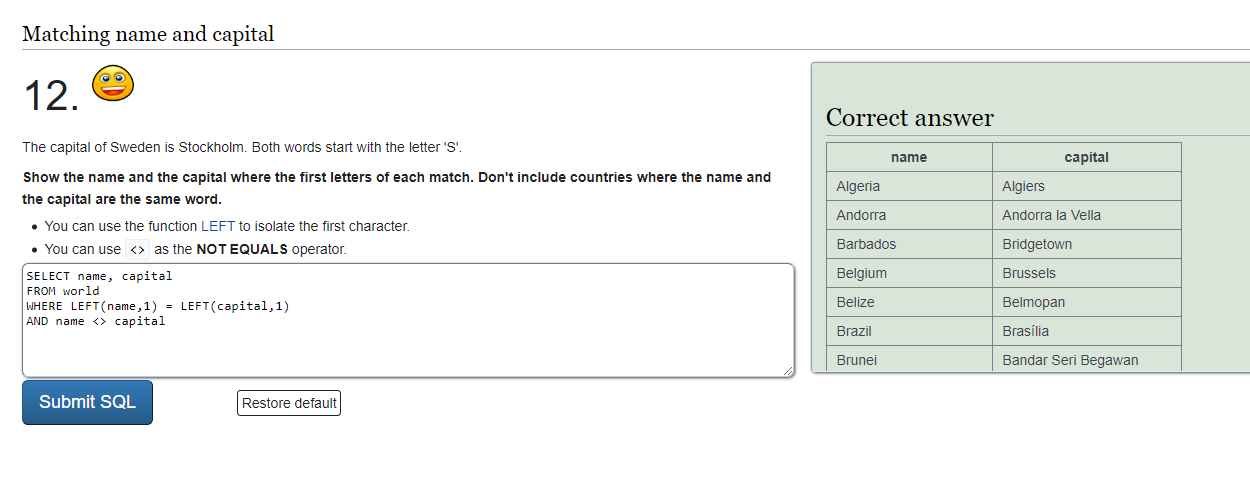 Matching name and capital
12.
The capital of Sweden is Stockholm. Both words start with the letter 'S'.
Show the name and the capital where the first letters of each match. Don't include countries where the name and
the capital are the same word.
• You can use the function LEFT to isolate the first character.
• You can use <> as the NOT EQUALS operator.
SELECT name, capital
FROM world
WHERE LEFT(name,1) = LEFT(capital,1)
AND name <> capital
Submit SQL
Restore default
Correct answer
name capital
Algeria Algiers
Andorra Andorra la Vella
Barbados Bridgetown
Belgium Brussels
Belize Belmopan
Brazil Brasília
Brunei Bandar Seri Begawan